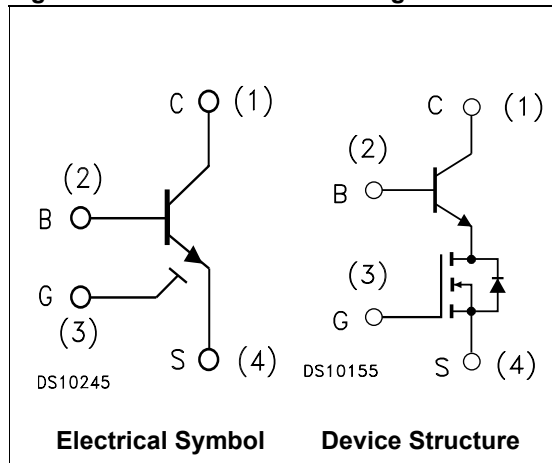 C (1)
(2)
B
G
(3)
S (4)
DS10245
Electrical Symbol
C (1)
(2)
B
(3)
G
S (4)
DS10155
Device Structure